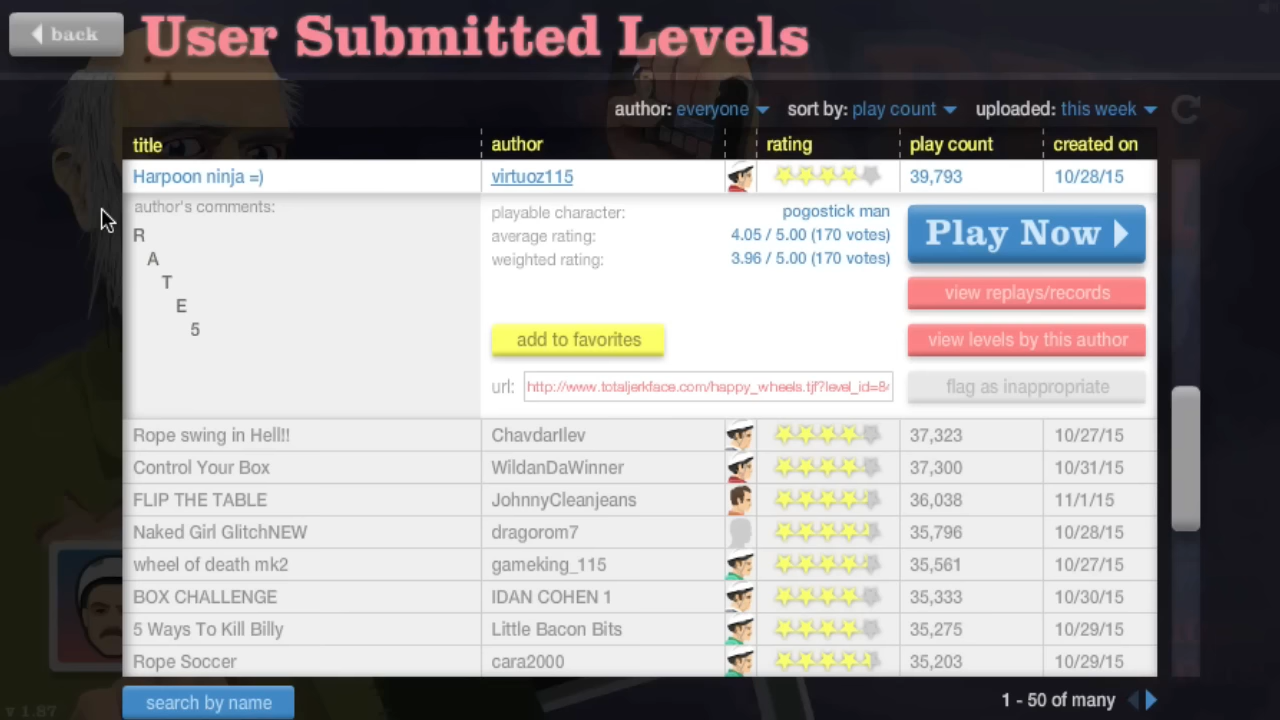 back
User Submitted Levels
author: everyone sort by: play count uploaded: this week
title author rating play count created on
Harpoon ninja =) virtuoz115 39,793 10/28/15
author's comments:
R
A
T
E
5
playable character: pogostick man
average rating: 4.05 / 5.00 (170 votes)
weighted rating: 3.96 / 5.00 (170 votes)
add to favorites
url: http://www.totaljerkface.com/happy_wheels.tjf?level_id=8
Play Now
view replays/records
view levels by this author
flag as inappropriate
Rope swing in Hell!! ChavdarIlev 37,323 10/27/15
Control Your Box WildanDaWinner 37,300 10/31/15
FLIP THE TABLE JohnnyCleanjeans 36,038 11/1/15
Naked Girl GlitchNEW dragorom7 35,796 10/28/15
wheel of death mk2 gameking_115 35,561 10/27/15
BOX CHALLENGE IDAN COHEN 1 35,333 10/30/15
5 Ways To Kill Billy Little Bacon Bits 35,275 10/29/15
Rope Soccer cara2000 35,203 10/29/15
search by name
1 - 50 of many
v 1.87